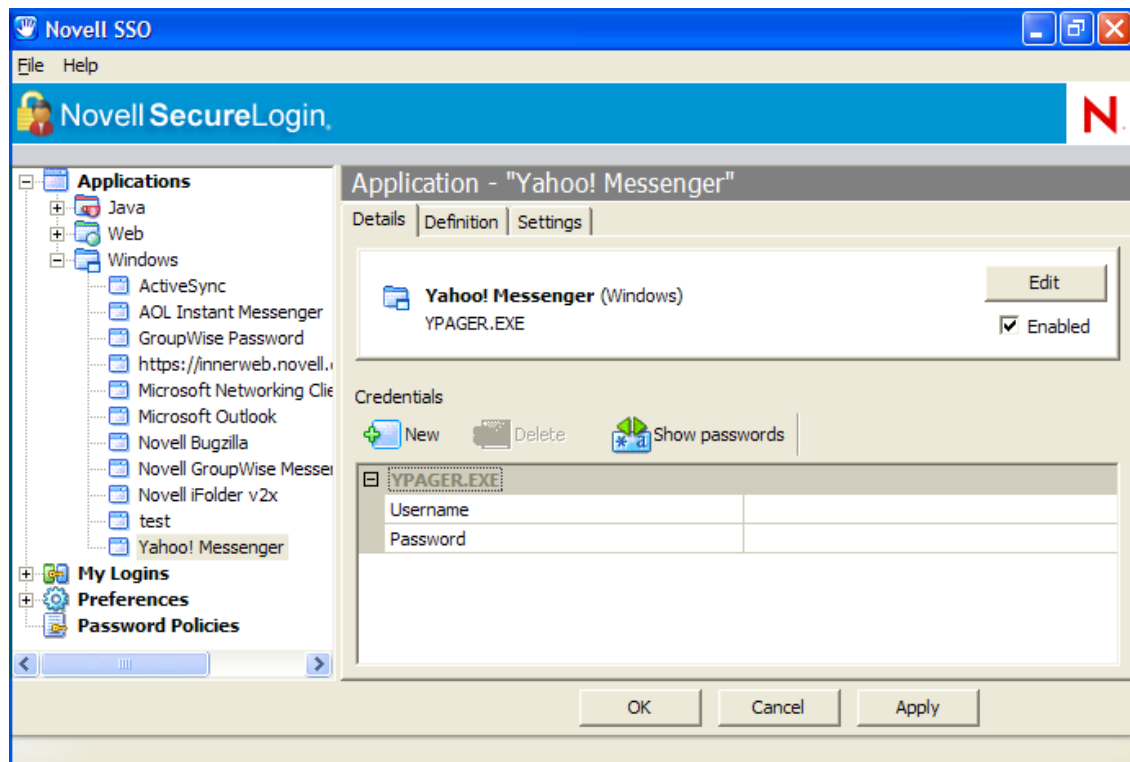 Novell SSO
File Help
Novell SecureLogin.
N.
Applications
Java
Web
Windows
ActiveSync
AOL Instant Messenger
GroupWise Password
https://innerweb.novell.
Microsoft Networking Clie
Microsoft Outlook
Novell Bugzilla
Novell GroupWise Messer
Novell iFolder v2x
test
Yahoo! Messenger
My Logins
Preferences
Password Policies
Application - "Yahoo! Messenger"
Details Definition Settings
Yahoo! Messenger (Windows)
YPAGER.EXE
Edit
Enabled
Credentials
New Delete * a Show passwords
YPAGER.EXE
Username
Password
OK Cancel Apply